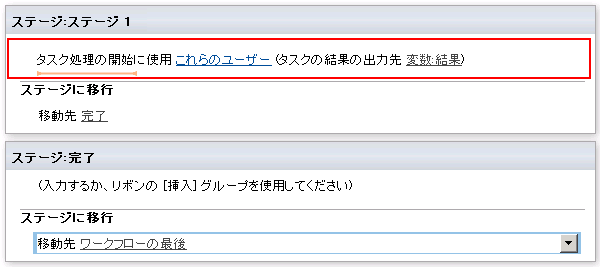 ステージ:ステージ 1
タスク処理の開始に使用 これらのユーザー (タスクの結果の出力先 変数:結果)
ステージに移行
移動先 完了
ステージ:完了
(入力するか、リボンの [挿入] グループを使用してください)
ステージに移行
移動先 ワークフローの最後